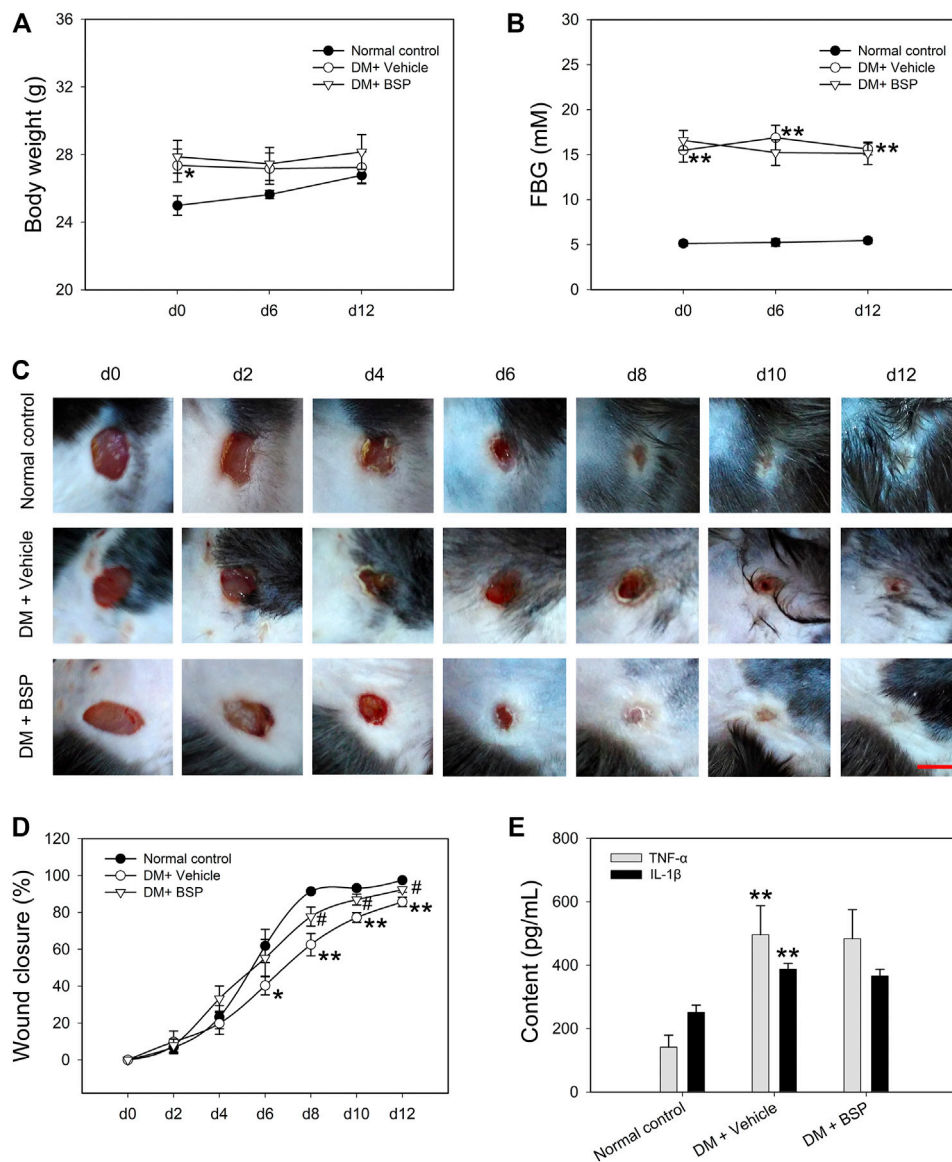 A
Body weight (g)
36
32
28
24
20
Normal control
DM+ Vehicle
DM+ BSP
*
d0 d6 d12
B
FBG (mM)
30
25
20
15
10
5
0
Normal control
DM+ Vehicle
DM+ BSP
**
**
**
d0 d6 d12
C
d0 d2 d4 d6 d8 d10 d12
Normal control
DM + Vehicle
DM + BSP
D
Wound closure (%)
120
100
80
60
40
20
0
Normal control
DM+ Vehicle
DM+ BSP
#
#
#
*
**
**
**
d0 d2 d4 d6 d8 d10 d12
E
Content (pg/mL)
800
600
400
200
0
TNF-α
IL-1β
**
**
Normal control
DM + Vehicle
DM + BSP